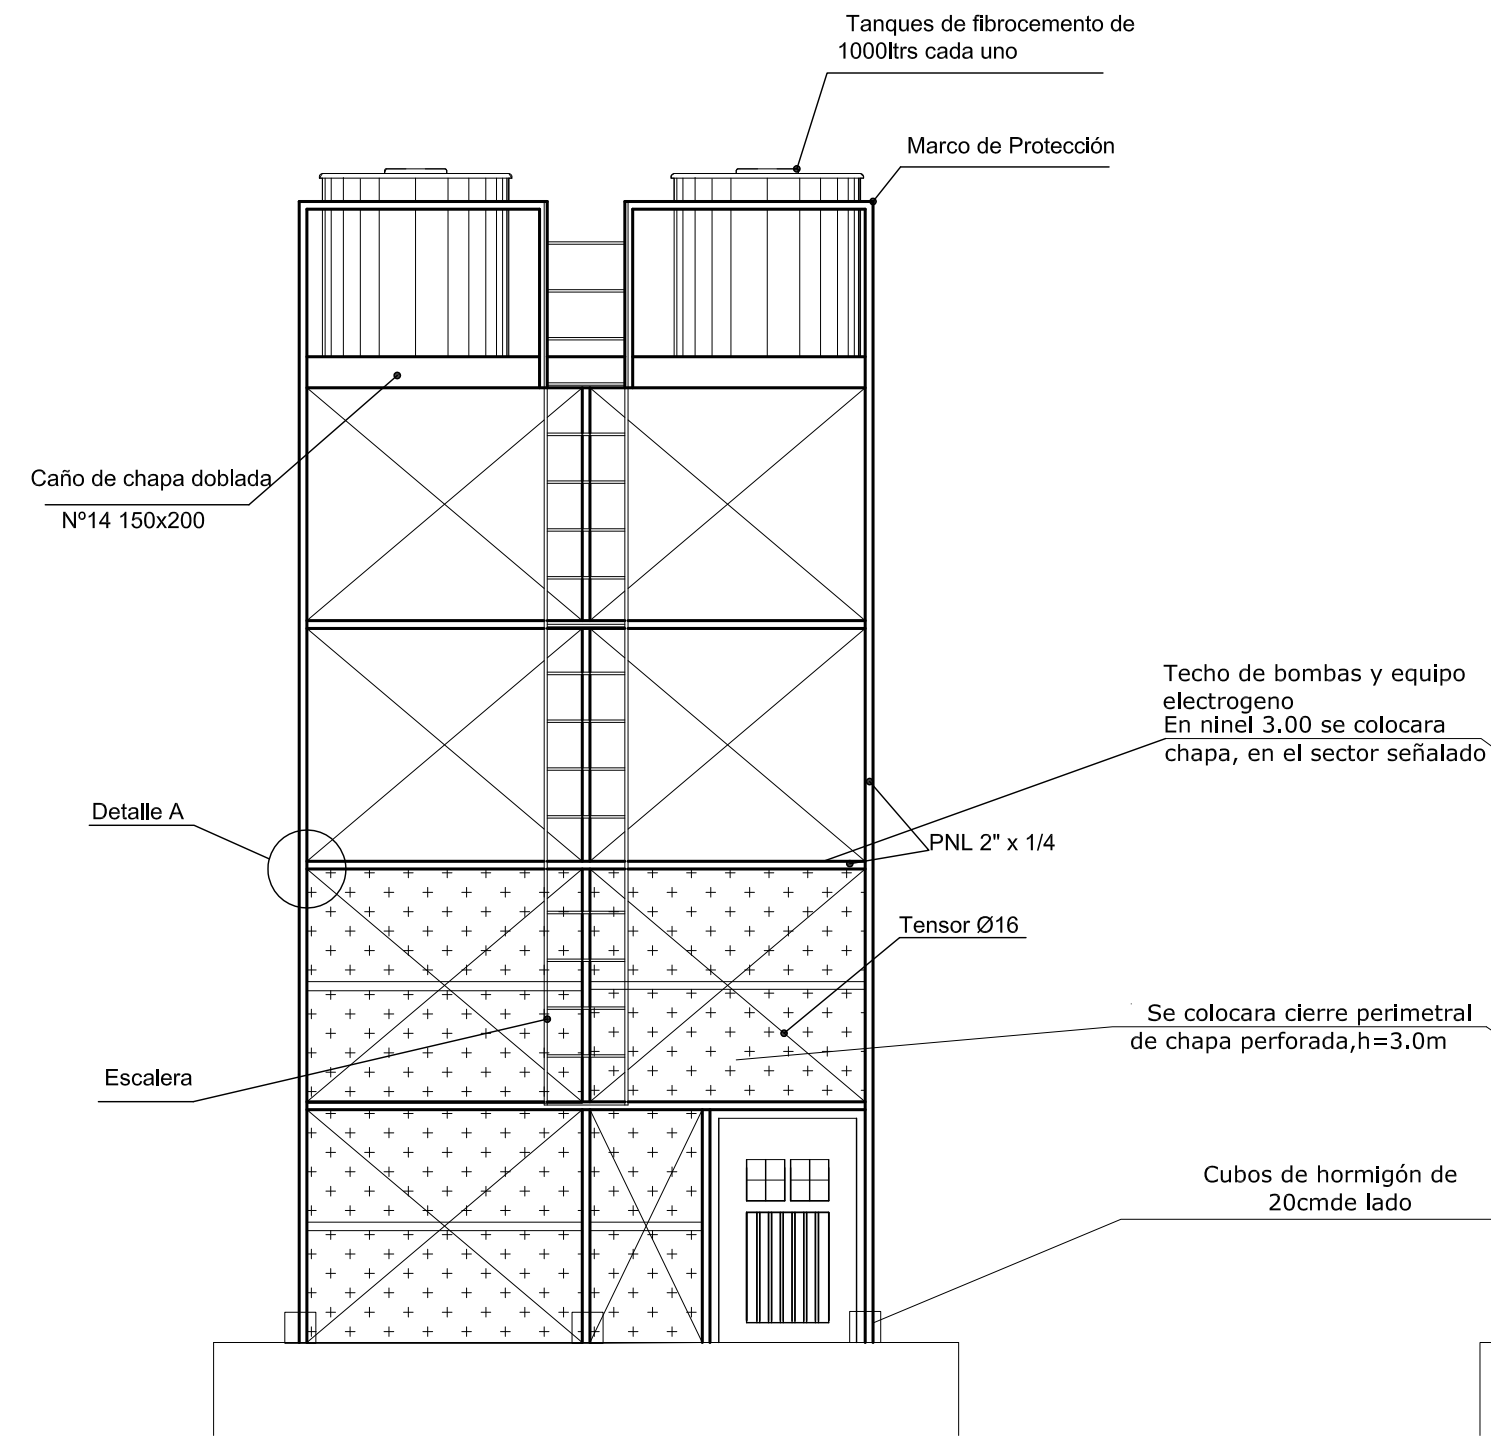 Tanques de fibrocemento de
1000ltrs cada uno
Marco de Protección
Caño de chapa doblada
Nº14 150x200
Techo de bombas y equipo
electrogeno
En ninel 3.00 se colocara
chapa, en el sector señalado
Detalle A
PNL 2" x 1/4
Tensor Ø16
Se colocara cierre perimetral
de chapa perforada,h=3.0m
Escalera
Cubos de hormigón de
20cmde lado